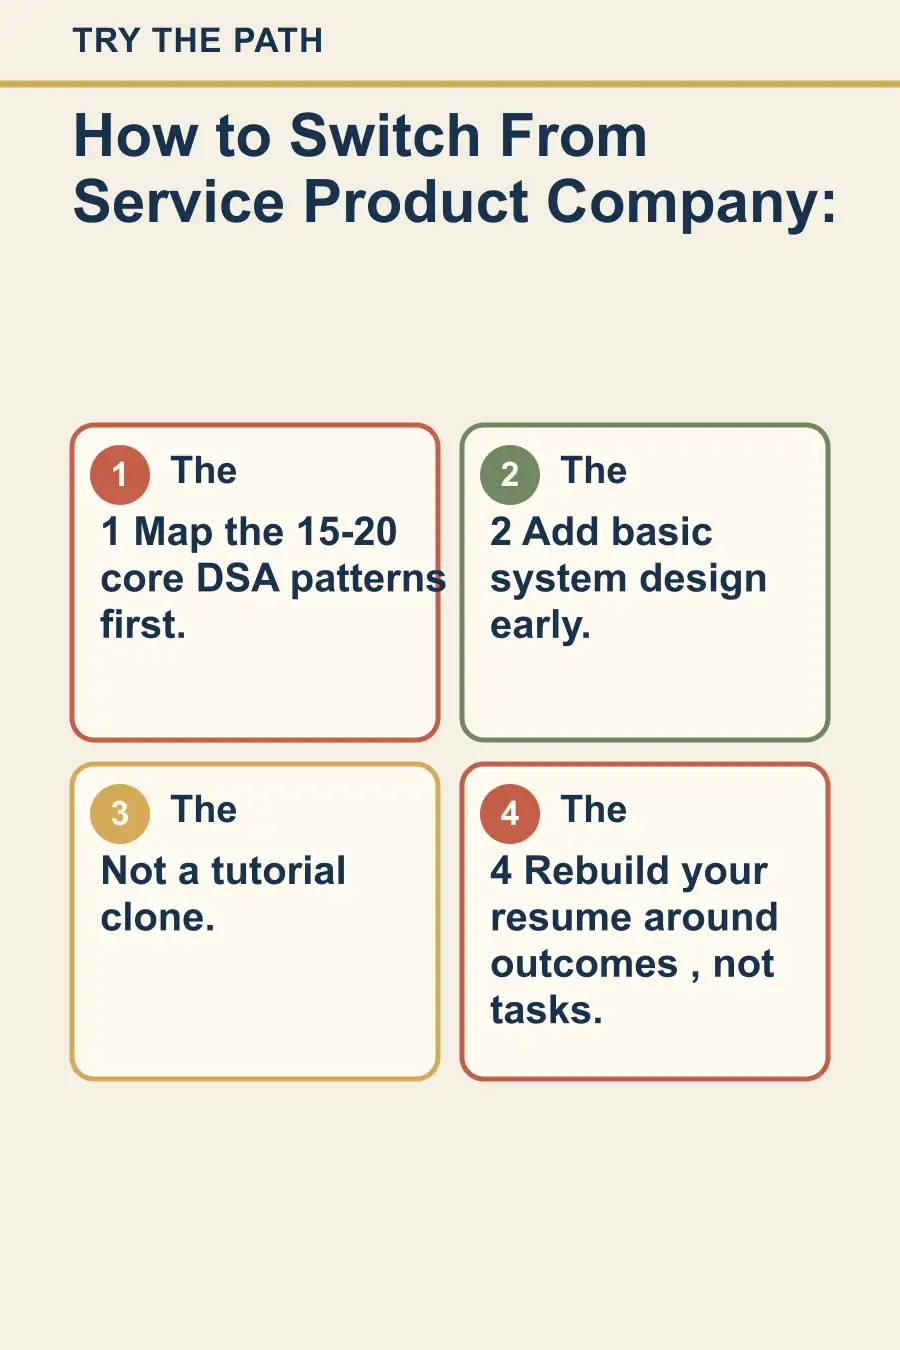 TRY THE PATH
How to Switch From
Service Product Company:
1 The
1 Map the 15-20
core DSA patterns
first.
2 The
2 Add basic
system design
early.
3 The
Not a tutorial
clone.
4 The
4 Rebuild your
resume around
outcomes , not
tasks.